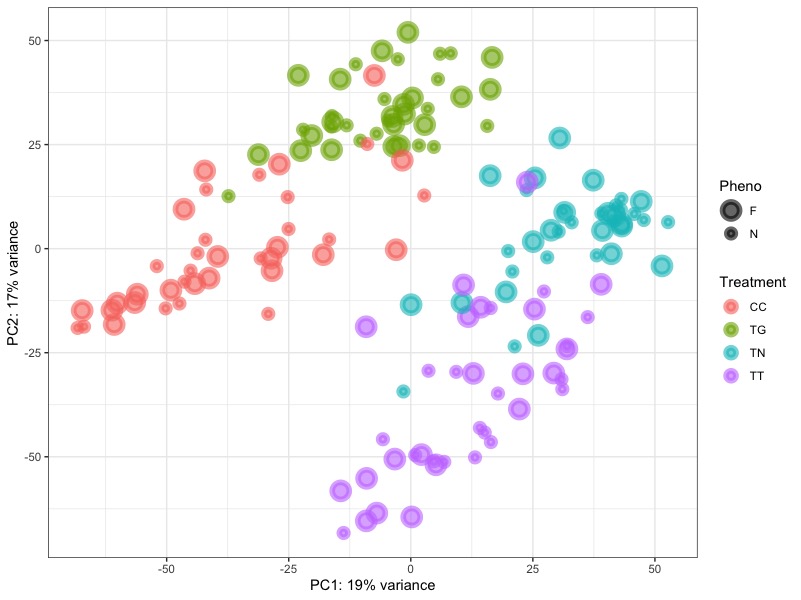 50
25
0
-25
-50
PC2: 17% variance
-50
-25
0
25
50
PC1: 19% variance
Pheno
F
N
Treatment
CC
TG
TN
TT